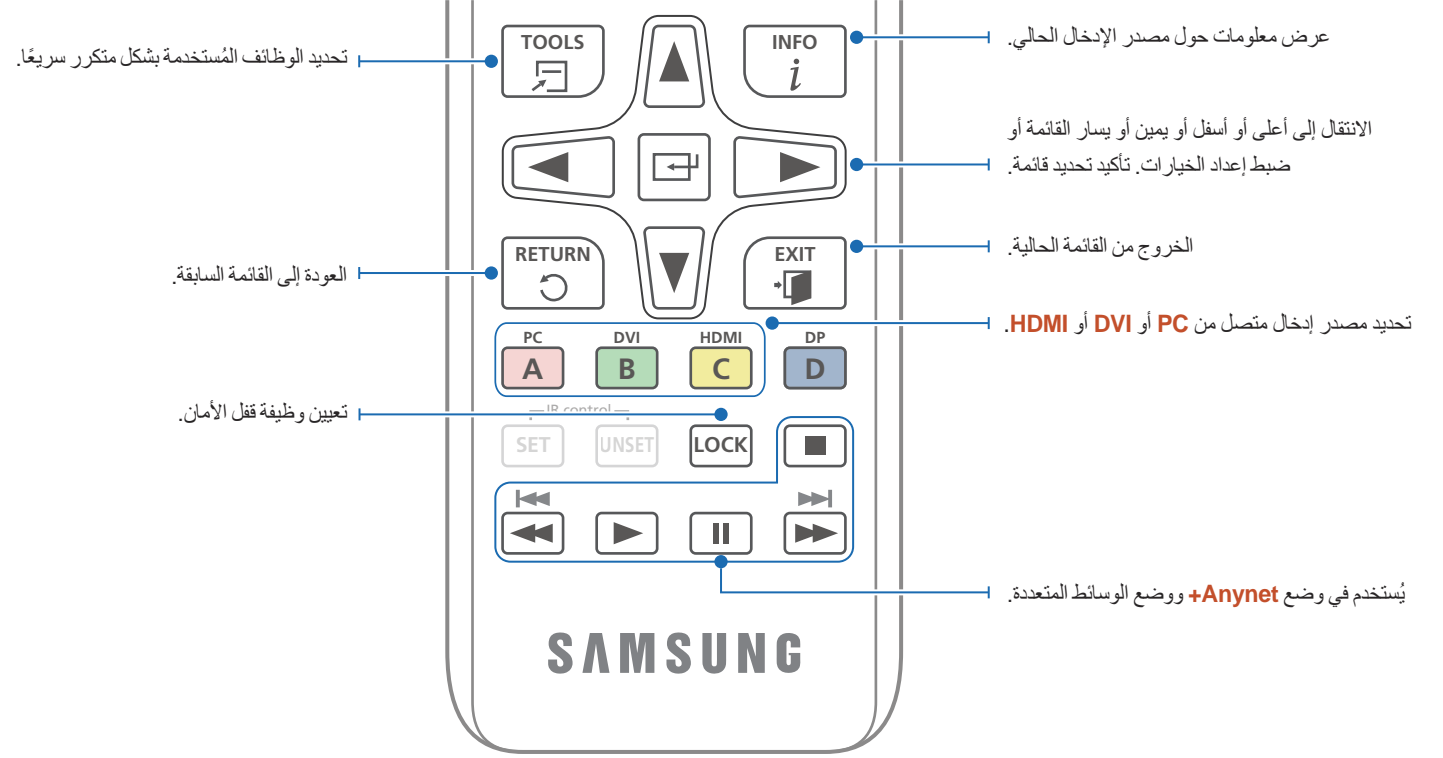 TOOLS
تحديد الوظائف المُستخدمة بشكل متكرر سريعًا.
INFO
i
عرض معلومات حول مصدر الإدخال الحالي.
الانتقال إلى أعلى أو أسفل أو يمين أو يسار القائمة أو
ضبط إعداد الخيارات. تأكيد تحديد قائمة.
RETURN
العودة إلى القائمة السابقة.
EXIT
الخروج من القائمة الحالية.
PC DVI HDMI DP
A B C D
تحديد مصدر إدخال متصل من PC أو DVI أو HDMI.
IR control
SET UNSET LOCK
تعيين وظيفة قفل الأمان.
يُستخدم في وضع Anynet+ ووضع الوسائط المتعددة.
SAMSUNG